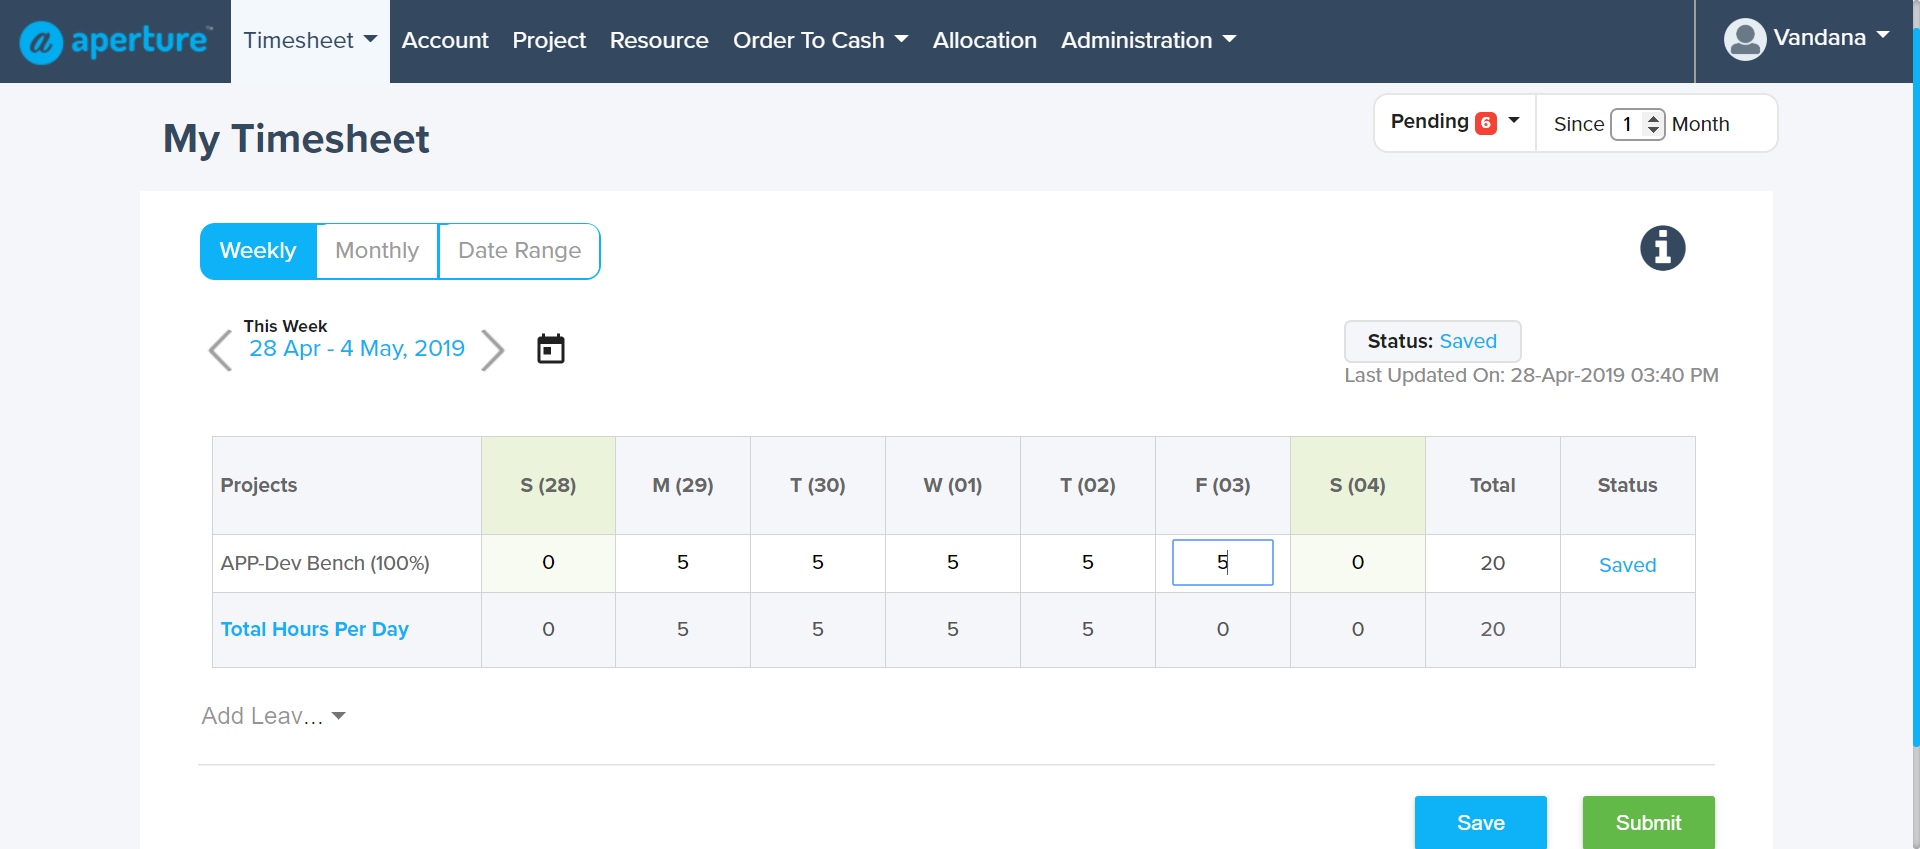 @ aperture™ Timesheet Account Project Resource Order To Cash Allocation Administration Vandana
My Timesheet
Pending 6 Since 1 Month
Weekly Monthly Date Range
This Week
28 Apr - 4 May, 2019
Status: Saved
Last Updated On: 28-Apr-2019 03:40 PM
Projects S (28) M (29) T (30) W (01) T (02) F (03) S (04) Total Status
APP-Dev Bench (100%) 0 5 5 5 5 5 0 20 Saved
Total Hours Per Day 0 5 5 5 5 0 0 20
Add Leav...
Save Submit